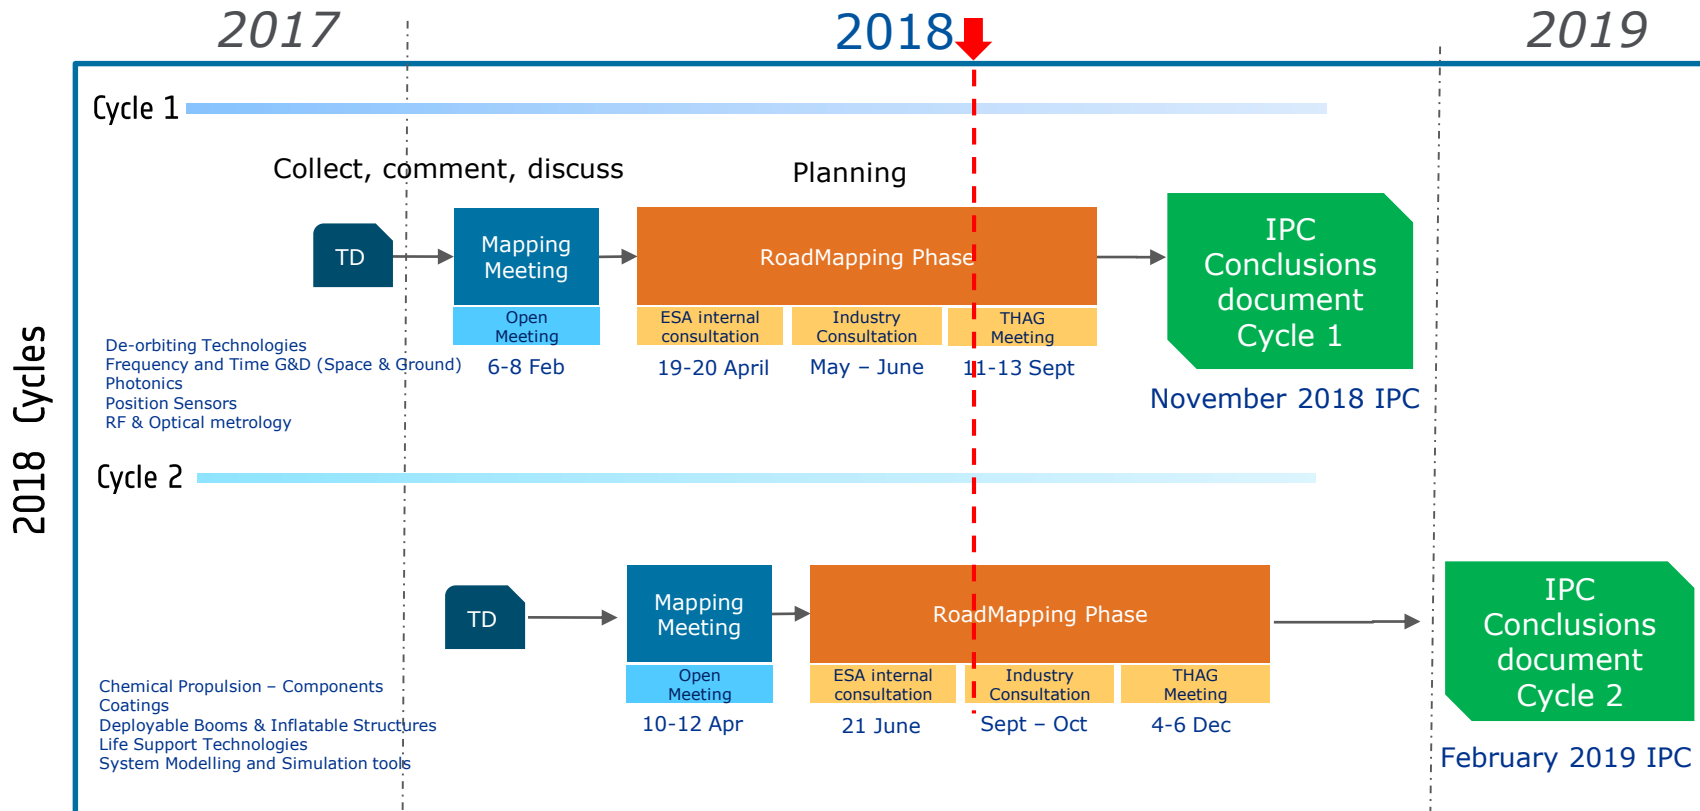 2017
2018
2019
2018 Cycles
Cycle 1
Collect, comment, discuss
Planning
TD
Mapping
Meeting
RoadMapping Phase
IPC
Conclusions
document
Cycle 1
Open
Meeting
ESA internal
consultation
Industry
Consultation
THAG
Meeting
6-8 Feb
19-20 April
May – June
11-13 Sept
November 2018 IPC
De-orbiting Technologies
Frequency and Time G&D (Space & Ground)
Photonics
Position Sensors
RF & Optical metrology
Cycle 2
TD
Mapping
Meeting
RoadMapping Phase
IPC
Conclusions
document
Cycle 2
Open
Meeting
ESA internal
consultation
Industry
Consultation
THAG
Meeting
10-12 Apr
21 June
Sept – Oct
4-6 Dec
February 2019 IPC
Chemical Propulsion – Components
Coatings
Deployable Booms & Inflatable Structures
Life Support Technologies
System Modelling and Simulation tools